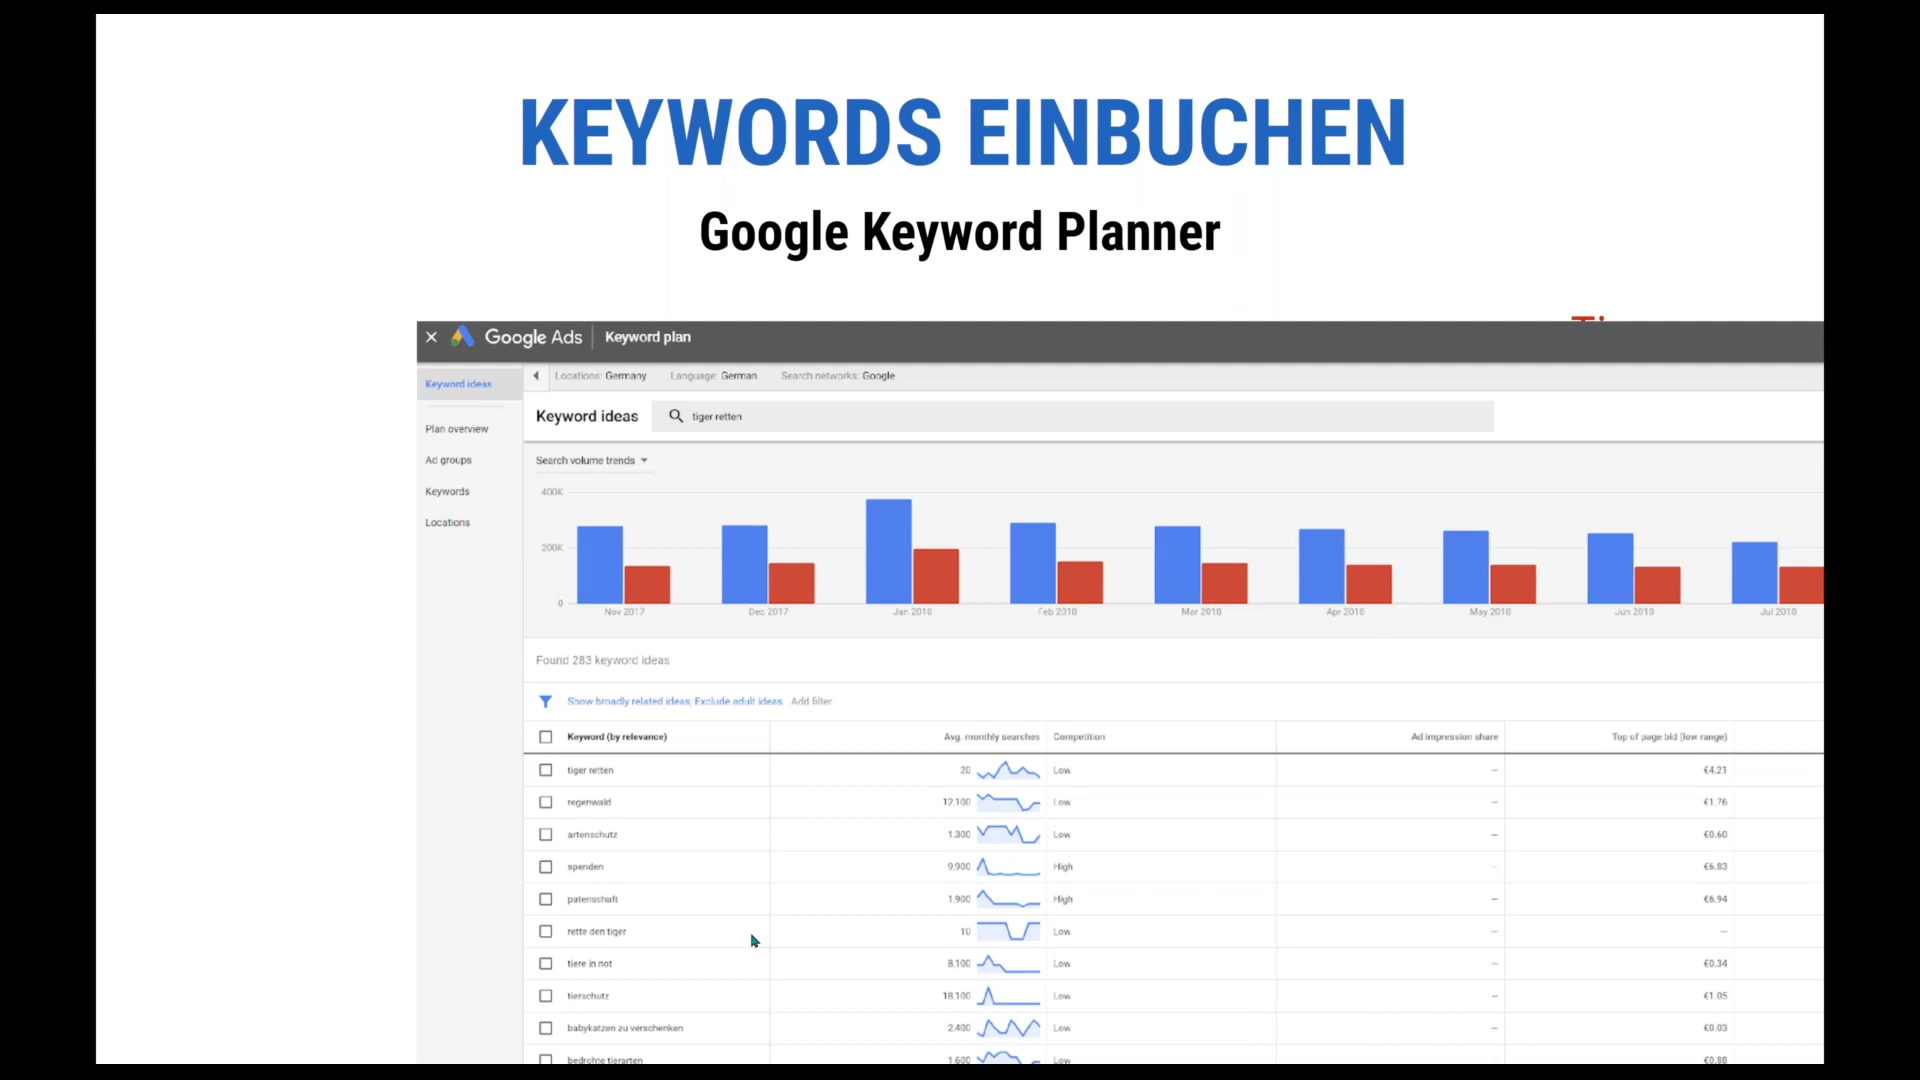 KEYWORDS EINBUCHEN
Google Keyword Planner
Google Ads Keyword plan
Keyword ideas
Plan overview
Ad groups
Keywords
Locations
Locations: Germany Language: German Search networks: Google
Keyword ideas tiger retten
Search volume trends
400K
200K
0
Nov 2017 Dec 2017 Jan 2018 Feb 2018 Mar 2018 Apr 2018 May 2018 Jun 2018 Jul 2018
Found 283 keyword ideas
Show broadly related ideas; Exclude adult ideas Add filter
Keyword (by relevance) Avg. monthly searches Competition Ad impression share Top of page bid (low range)
tiger retten 20 Low – €4.21
regenwald 12,100 Low – €1.76
artenschutz 1,300 Low – €0.60
spenden 9,900 High – €6.83
patenschaft 1,900 High – €6.94
rette den tiger 10 Low – –
tiere in not 8,100 Low – €0.34
tierschutz 18,100 Low – €1.05
babykatzen zu verschenken 2,400 Low – €0.03
bedrohte tierarten 1,600 Low – €0.88